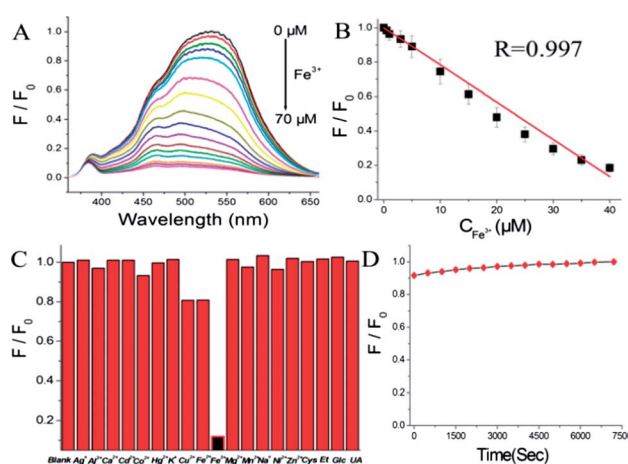 A
0 μM
Fe3+
70 μM
F / F0
1.0
0.8
0.6
0.4
0.2
0.0
400 450 500 550 600 650
Wavelength (nm)
B
R=0.997
F / F0
1.0
0.8
0.6
0.4
0.2
0.0
0 10 20 30 40
CFe3+ (μM)
C
F / F0
1.0
0.8
0.6
0.4
0.2
Blank Ag+ Al3+ Ca2+ Cd2+ Co2+ Hg2+ K+ Cu2+ Fe2+ Fe3+ Mg2+ Mn2+ Na+ Ni2+ Zn2+ Cys Et Glc UA
D
F / F0
1.0
0.8
0.6
0.4
0.2
0.0
0 1500 3000 4500 6000 7500
Time(Sec)